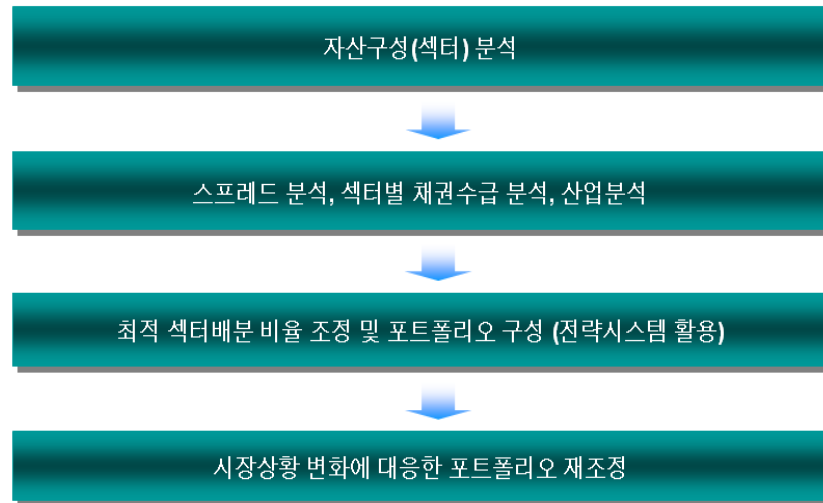 자산구성(섹터) 분석
스프레드 분석, 섹터별 채권수급 분석, 산업분석
최적 섹터배분 비율 조정 및 포트폴리오 구성 (전략시스템 활용)
시장상황 변화에 대응한 포트폴리오 재조정